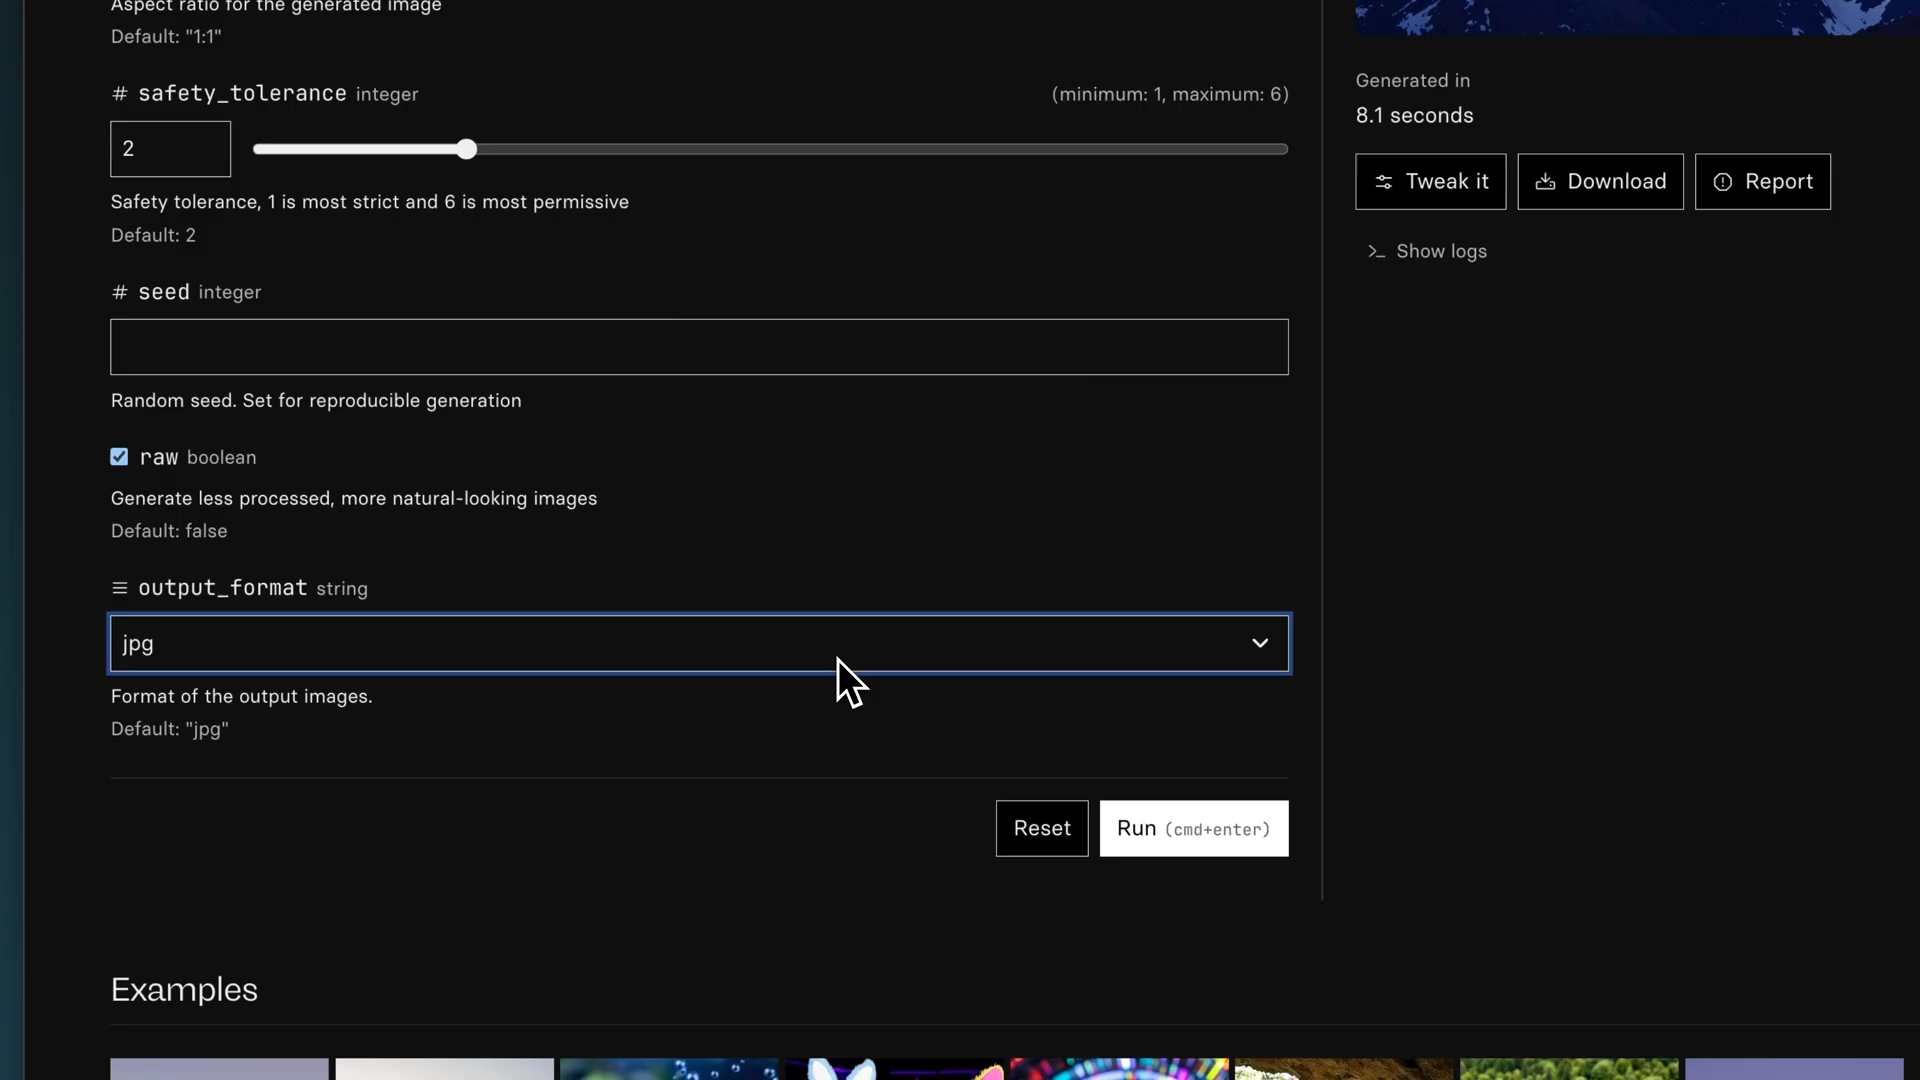 Aspect ratio for the generated image
Default: "1:1"
# safety_tolerance integer (minimum: 1, maximum: 6)
2
Safety tolerance, 1 is most strict and 6 is most permissive
Default: 2
# seed integer
Random seed. Set for reproducible generation
raw boolean
Generate less processed, more natural-looking images
Default: false
output_format string
jpg
Format of the output images.
Default: "jpg"
Reset
Run (cmd+enter)
Generated in
8.1 seconds
Tweak it
Download
Report
Show logs
Examples